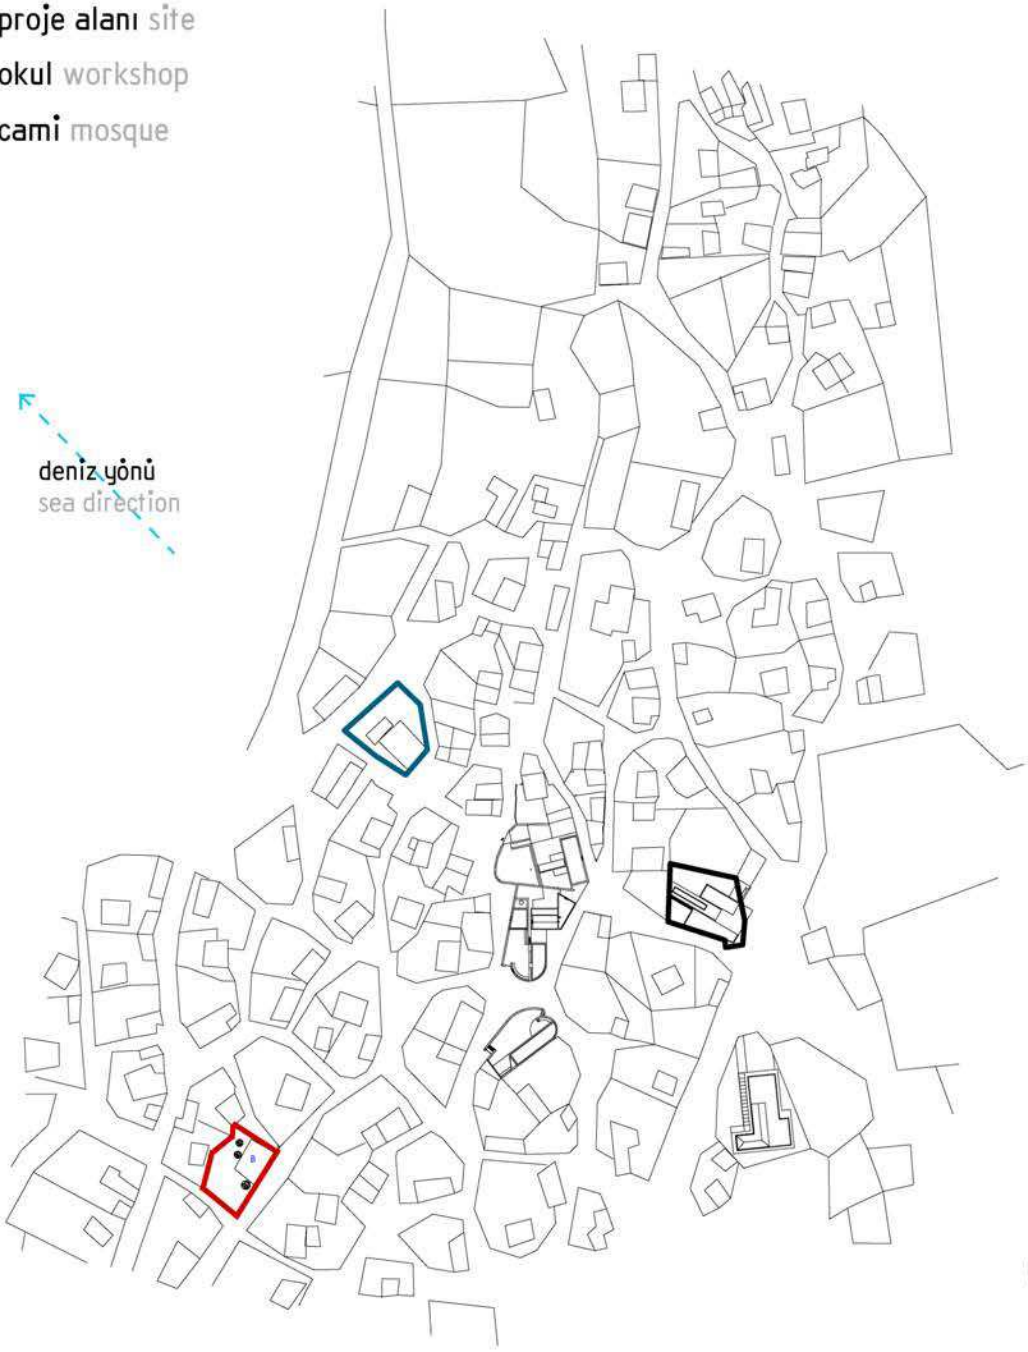 proje alanı site
okul workshop
cami mosque
deniz yönü
sea direction
B